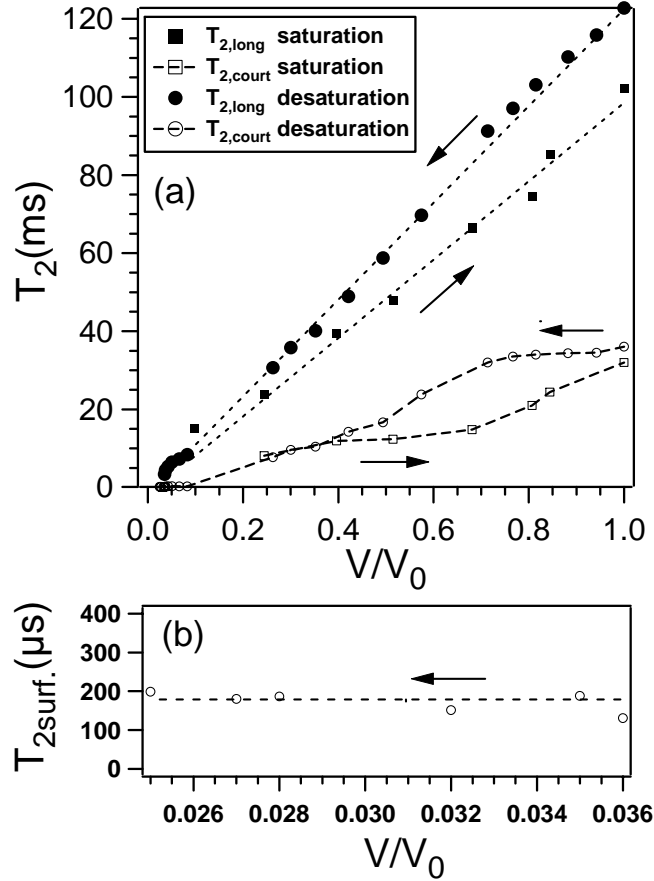 120
100
80
60
40
20
0
T2(ms)
T2,long saturation
T2,court saturation
T2,long desaturation
T2,court desaturation
(a)
0.0 0.2 0.4 0.6 0.8 1.0
V/V0
400
300
200
100
0
T2surf.(µs)
(b)
0.026 0.028 0.030 0.032 0.034 0.036
V/V0